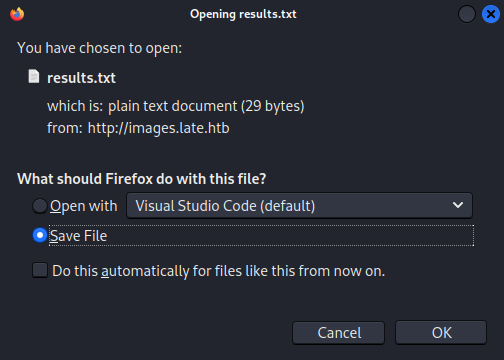 Opening results.txt
You have chosen to open:
results.txt
which is: plain text document (29 bytes)
from: http://images.late.htb
What should Firefox do with this file?
Open with Visual Studio Code (default)
Save File
Do this automatically for files like this from now on.
Cancel OK